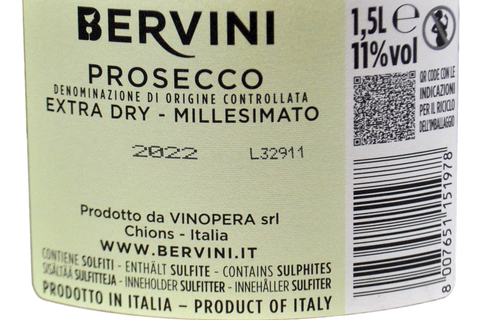 BERVINI
PROSECCO
DENOMINAZIONE DI ORIGINE CONTROLLATA
EXTRA DRY - MILLESIMATO
2022 L32911
Prodotto da VINOPERA srl
Chions - Italia
WWW.BERVINI.IT
CONTIENE SOLFITI - ENTHÄLT SULFITE - CONTAINS SULPHITES
SISÄLTÄÄ SULFIITTEJA - INNEHOLDER SULFITTER - INNEHÅLLER SULFITER
PRODOTTO IN ITALIA – PRODUCT OF ITALY
1,5L e
11%vol
QR CODE CON LE
INDICAZIONI
PER IL RICICLO
DELL'IMBALLAGGIO
8 007651 151978